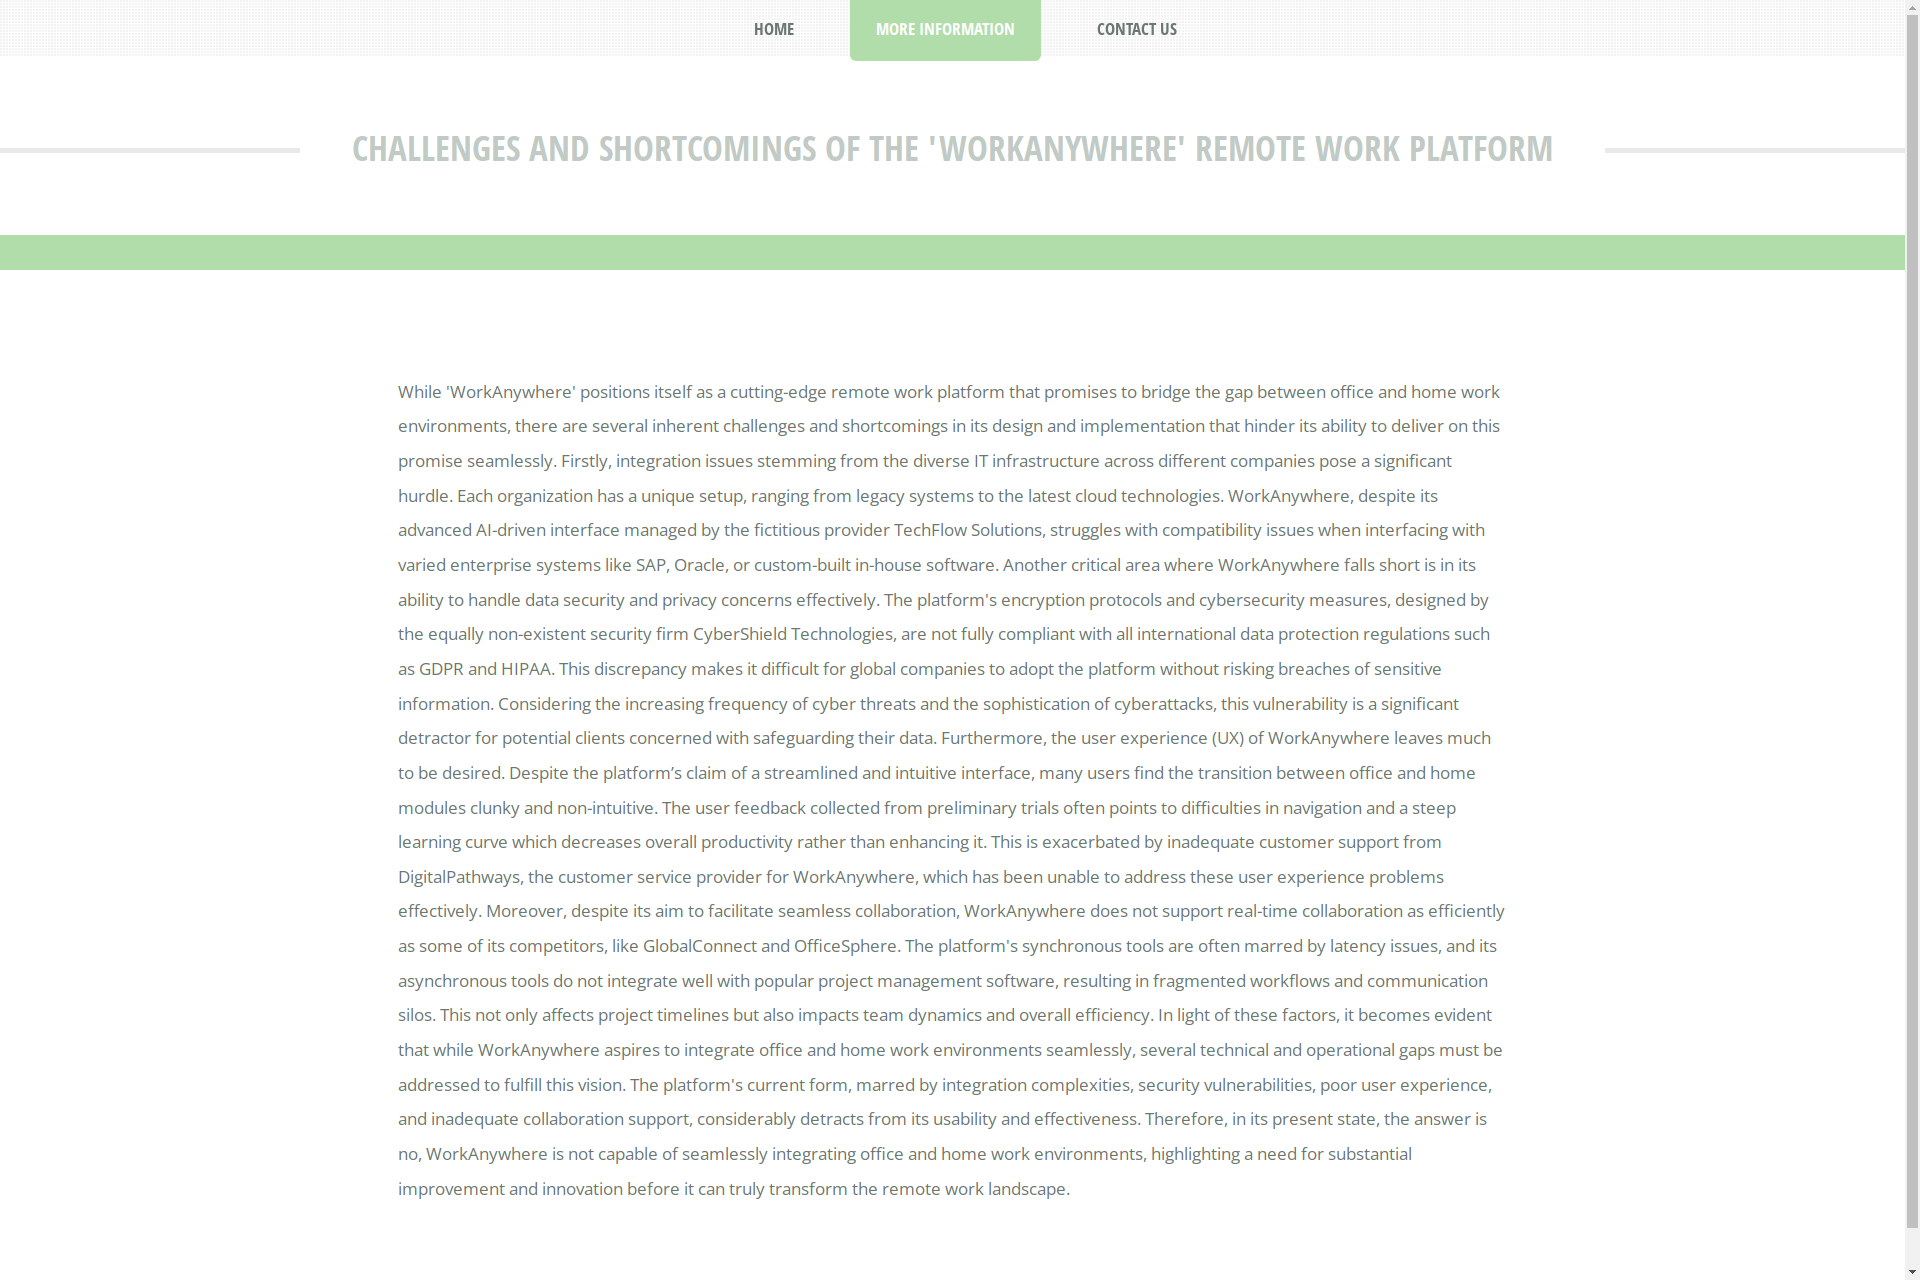 HOME
MORE INFORMATION
CONTACT US
CHALLENGES AND SHORTCOMINGS OF THE 'WORKANYWHERE' REMOTE WORK PLATFORM
While 'WorkAnywhere' positions itself as a cutting-edge remote work platform that promises to bridge the gap between office and home work
environments, there are several inherent challenges and shortcomings in its design and implementation that hinder its ability to deliver on this
promise seamlessly. Firstly, integration issues stemming from the diverse IT infrastructure across different companies pose a significant
hurdle. Each organization has a unique setup, ranging from legacy systems to the latest cloud technologies. WorkAnywhere, despite its
advanced AI-driven interface managed by the fictitious provider TechFlow Solutions, struggles with compatibility issues when interfacing with
varied enterprise systems like SAP, Oracle, or custom-built in-house software. Another critical area where WorkAnywhere falls short is in its
ability to handle data security and privacy concerns effectively. The platform's encryption protocols and cybersecurity measures, designed by
the equally non-existent security firm CyberShield Technologies, are not fully compliant with all international data protection regulations such
as GDPR and HIPAA. This discrepancy makes it difficult for global companies to adopt the platform without risking breaches of sensitive
information. Considering the increasing frequency of cyber threats and the sophistication of cyberattacks, this vulnerability is a significant
detractor for potential clients concerned with safeguarding their data. Furthermore, the user experience (UX) of WorkAnywhere leaves much
to be desired. Despite the platform’s claim of a streamlined and intuitive interface, many users find the transition between office and home
modules clunky and non-intuitive. The user feedback collected from preliminary trials often points to difficulties in navigation and a steep
learning curve which decreases overall productivity rather than enhancing it. This is exacerbated by inadequate customer support from
DigitalPathways, the customer service provider for WorkAnywhere, which has been unable to address these user experience problems
effectively. Moreover, despite its aim to facilitate seamless collaboration, WorkAnywhere does not support real-time collaboration as efficiently
as some of its competitors, like GlobalConnect and OfficeSphere. The platform's synchronous tools are often marred by latency issues, and its
asynchronous tools do not integrate well with popular project management software, resulting in fragmented workflows and communication
silos. This not only affects project timelines but also impacts team dynamics and overall efficiency. In light of these factors, it becomes evident
that while WorkAnywhere aspires to integrate office and home work environments seamlessly, several technical and operational gaps must be
addressed to fulfill this vision. The platform's current form, marred by integration complexities, security vulnerabilities, poor user experience,
and inadequate collaboration support, considerably detracts from its usability and effectiveness. Therefore, in its present state, the answer is
no, WorkAnywhere is not capable of seamlessly integrating office and home work environments, highlighting a need for substantial
improvement and innovation before it can truly transform the remote work landscape.